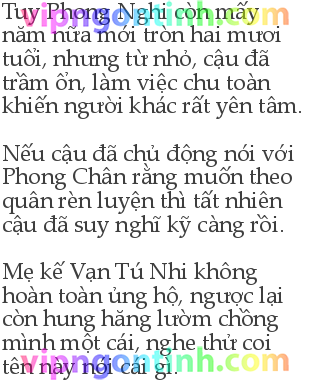 Tuy Phong Nghi còn mấy
năm nữa mới tròn hai mươi
tuổi, nhưng từ nhỏ, cậu đã
trầm ổn, làm việc chu toàn
khiến người khác rất yên tâm.
Nếu cậu đã chủ động nói với
Phong Chân rằng muốn theo
quân rèn luyện thì tất nhiên
cậu đã suy nghĩ kỹ càng rồi.
Mẹ kế Vạn Tú Nhi không
hoàn toàn ủng hộ, ngược lại
còn hung hăng lườm chồng
mình một cái, nghe thử coi
tên này nói cái gì.
vipngontinh.com
vipngontinh.com